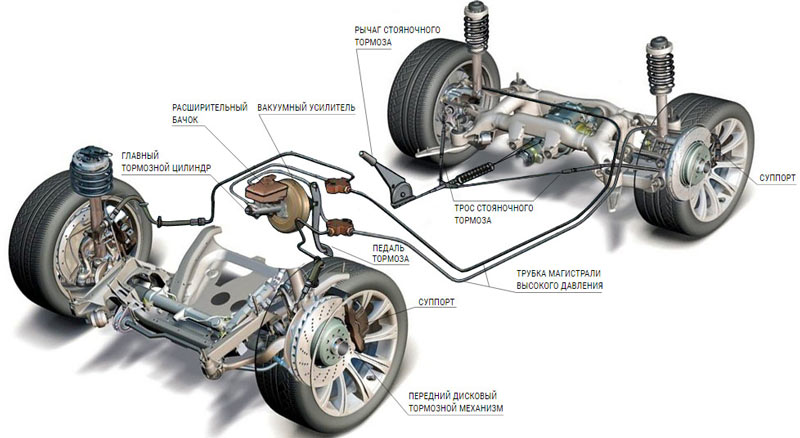 РЫЧАГ СТОЯНОЧНОГО
ТОРМОЗА
РАСШИРИТЕЛЬНЫЙ
БАЧОК
ВАКУУМНЫЙ УСИЛИТЕЛЬ
ГЛАВНЫЙ
ТОРМОЗНОЙ ЦИЛИНДР
СУППОРТ
ТРОС СТОЯНОЧНОГО
ТОРМОЗА
ПЕДАЛЬ
ТОРМОЗА
ТРУБКА МАГИСТРАЛИ
ВЫСОКОГО ДАВЛЕНИЯ
СУППОРТ
ПЕРЕДНИЙ ДИСКОВЫЙ
ТОРМОЗНОЙ МЕХАНИЗМ